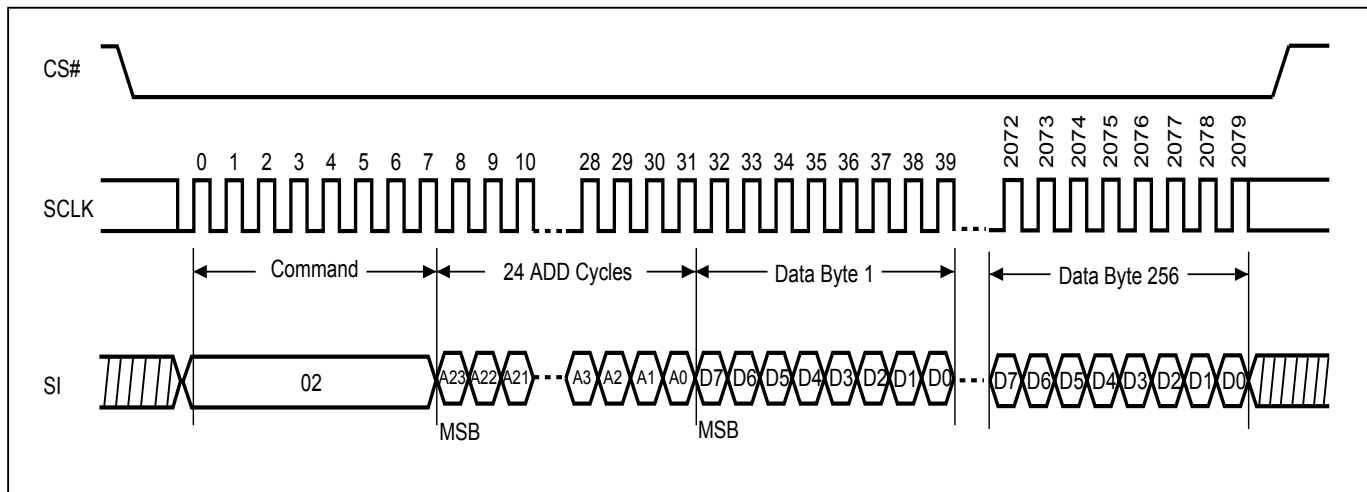 CS#
2072 2073 2074 2075 2076 2077 2078 2079
0 1 2 3 4 5 6 7 8 9 10 28 29 30 31 32 33 34 35 36 37 38 39
SCLK
Command 24 ADD Cycles Data Byte 1 Data Byte 256
SI 02 A23 A22 A21 A3 A2 A1 A0 D7 D6 D5 D4 D3 D2 D1 D0 D7 D6 D5 D4 D3 D2 D1 D0
MSB MSB